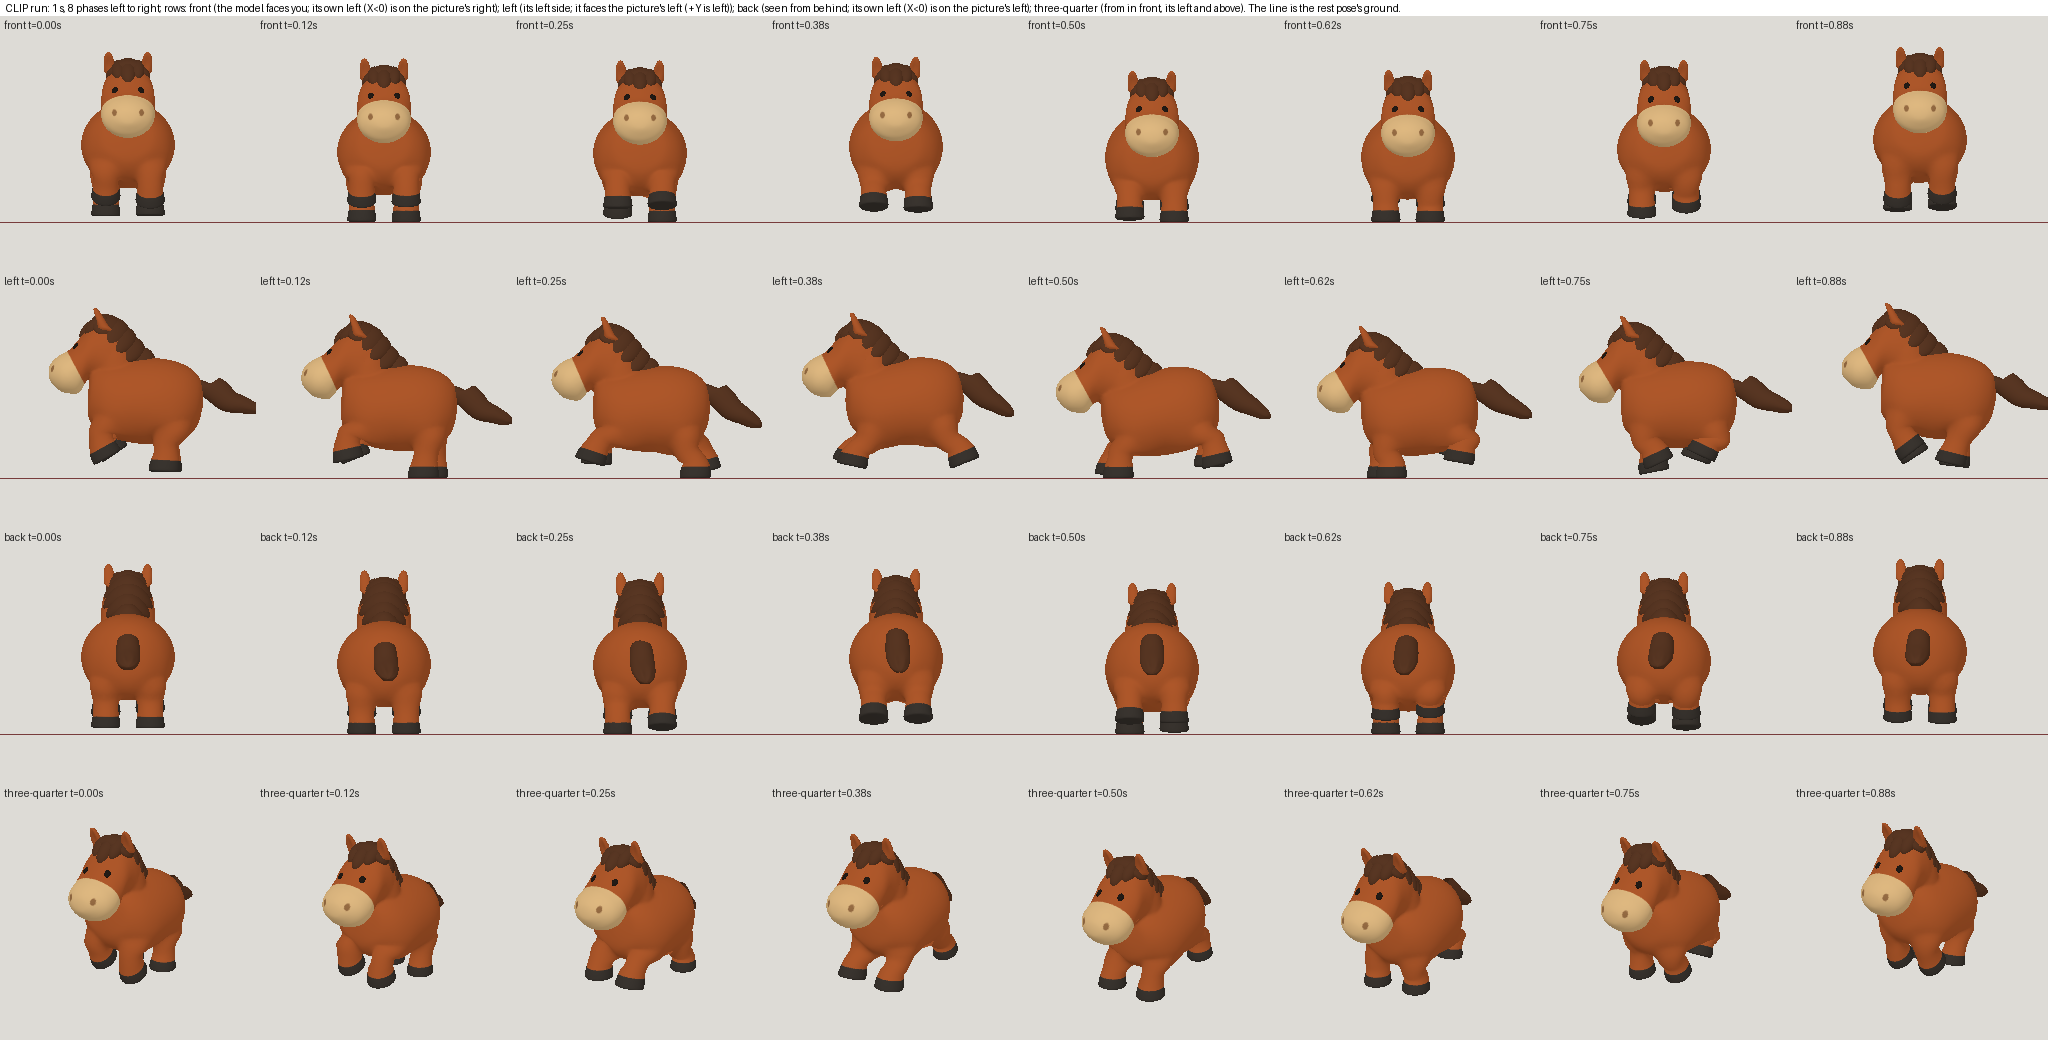 CLIP run: 1 s, 8 phases left to right; rows: front (the model faces you; its own left (X<0) is on the picture's right); left (its left side; it faces the picture's left (+Y is left)); back (seen from behind; its own left (X<0) is on the picture's left); three-quarter (from in front, its left and above). The line is the rest pose's ground.
front t=0.00s front t=0.12s front t=0.25s front t=0.38s front t=0.50s front t=0.62s front t=0.75s front t=0.88s
left t=0.00s left t=0.12s left t=0.25s left t=0.38s left t=0.50s left t=0.62s left t=0.75s left t=0.88s
back t=0.00s back t=0.12s back t=0.25s back t=0.38s back t=0.50s back t=0.62s back t=0.75s back t=0.88s
three-quarter t=0.00s three-quarter t=0.12s three-quarter t=0.25s three-quarter t=0.38s three-quarter t=0.50s three-quarter t=0.62s three-quarter t=0.75s three-quarter t=0.88s